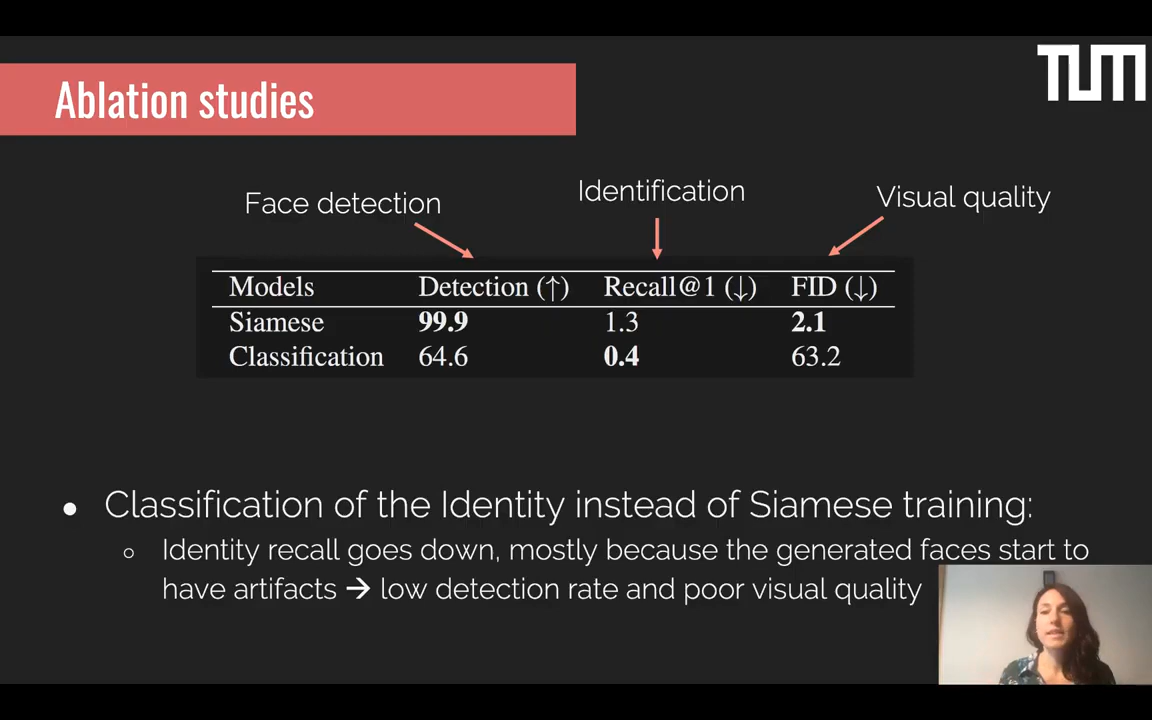 TUM
Ablation studies
Face detection
Identification
Visual quality
Models Detection (↑) Recall@1 (↓) FID (↓)
Siamese 99.9 1.3 2.1
Classification 64.6 0.4 63.2
● Classification of the Identity instead of Siamese training:
○ Identity recall goes down, mostly because the generated faces start to
have artifacts → low detection rate and poor visual quality